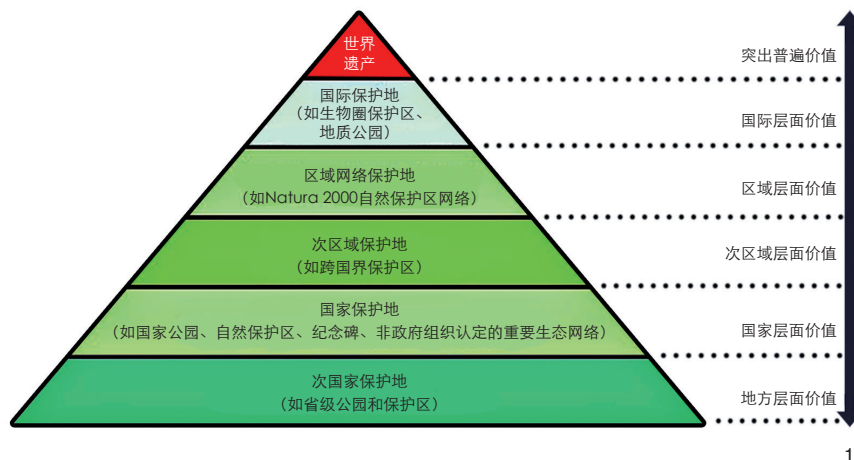 世界
遗产
突出普遍价值
国际保护地
（如生物圈保护区、
地质公园）
国际层面价值
区域网络保护地
（如Natura 2000自然保护区网络）
区域层面价值
次区域保护地
（如跨国界保护区）
次区域层面价值
国家保护地
（如国家公园、自然保护区、纪念碑、非政府组织认定的重要生态网络）
国家层面价值
次国家保护地
（如省级公园和保护区）
地方层面价值
1